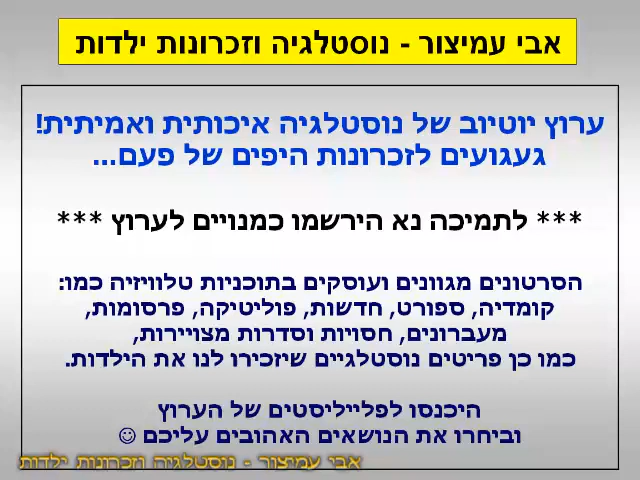 אבי עמיצור - נוסטלגיה וזכרונות ילדות
ערוץ יוטיוב של נוסטלגיה איכותית ואמיתית!
געגועים לזכרונות היפים של פעם...
*** לתמיכה נא הירשמו כמנויים לערוץ ***
הסרטונים מגוונים ועוסקים בתוכניות טלוויזיה כמו:
קומדיה, ספורט, חדשות, פוליטיקה, פרסומות,
מעברונים, חסויות וסדרות מצויירות,
כמו כן פריטים נוסטלגיים שיזכירו לנו את הילדות.
היכנסו לפלייליסטים של הערוץ
וביחרו את הנושאים האהובים עליכם ☺
אבי עמיצור - נוסטלגיה וזכרונות ילדות